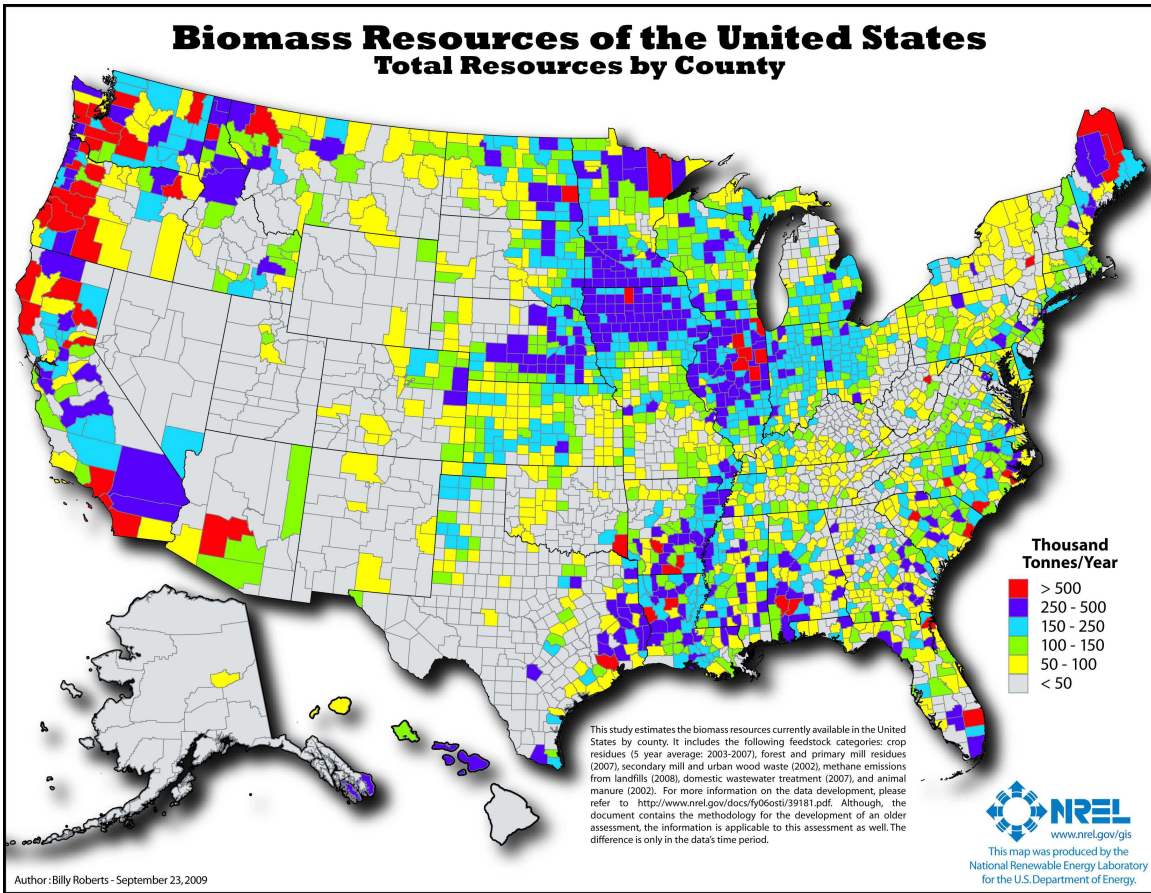 Biomass Resources of the United States
Total Resources by County
Thousand
Tonnes/Year
> 500
250 - 500
150 - 250
100 - 150
50 - 100
< 50
This study estimates the biomass resources currently available in the United
States by county. It includes the following feedstock categories: crop
residues (5 year average: 2003-2007), forest and primary mill residues
(2007), secondary mill and urban wood waste (2002), methane emissions
from landfills (2008), domestic wastewater treatment (2007), and animal
manure (2002). For more information on the data development, please
refer to http://www.nrel.gov/docs/fy06osti/39181.pdf. Although, the
document contains the methodology for the development of an older
assessment, the information is applicable to this assessment as well. The
difference is only in the data's time period.
NREL
www.nrel.gov/gis
This map was produced by the
National Renewable Energy Laboratory
for the U.S. Department of Energy.
Author : Billy Roberts - September 23, 2009